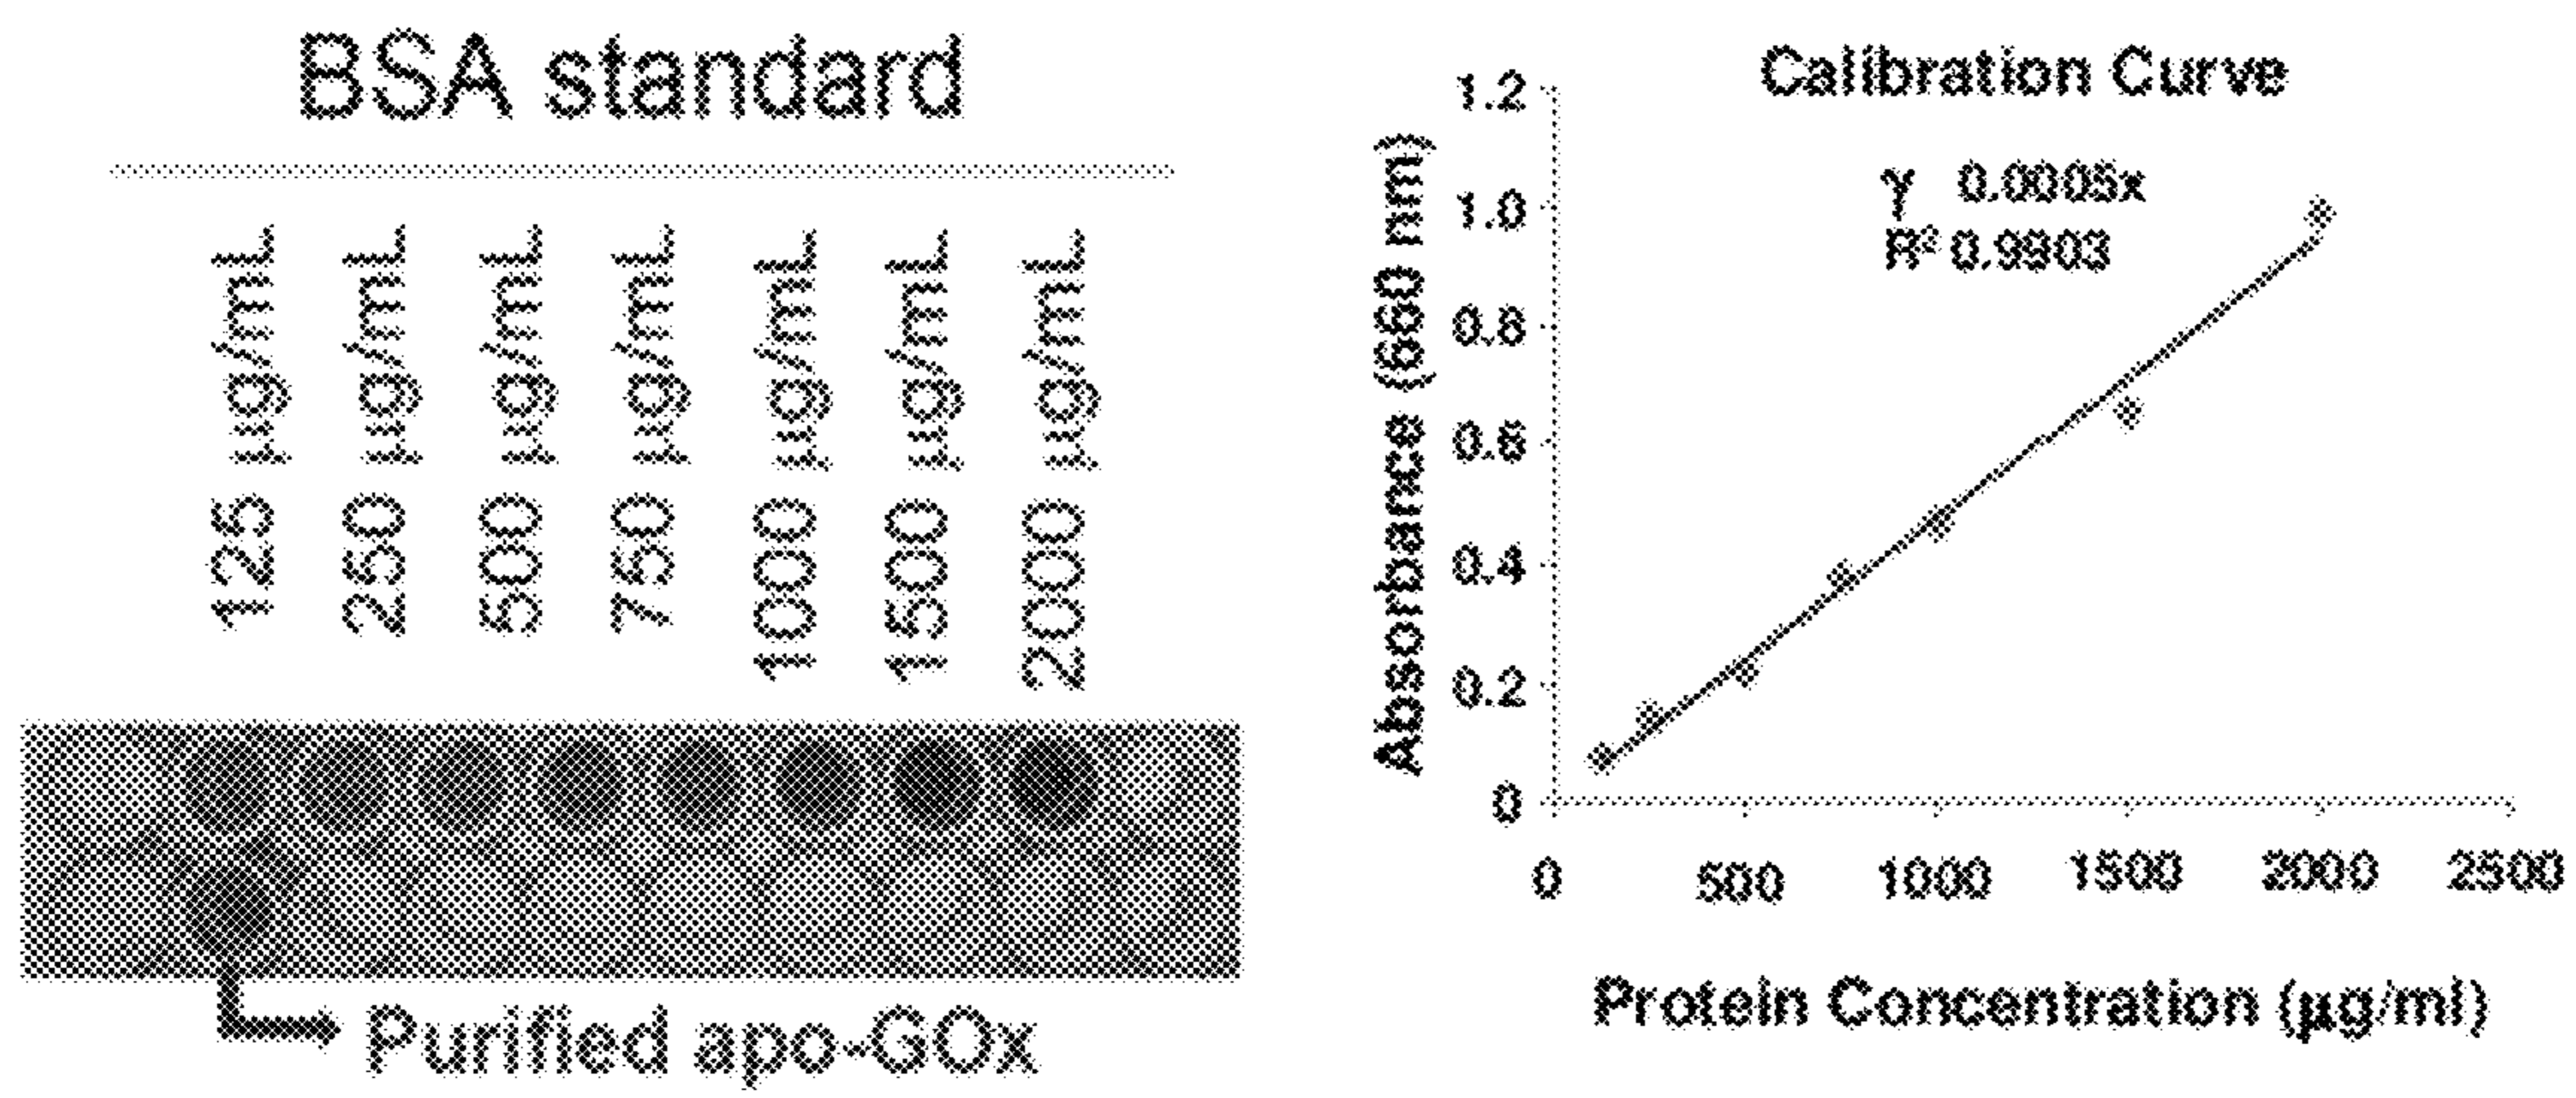 BSA standard
125 µg/mL
250 µg/mL
500 µg/mL
750 µg/mL
1000 µg/mL
1500 µg/mL
2000 µg/mL
Purified apo-GOx
Calibration Curve
y 0.0005x
R² 0.9903
Absorbance (660 nm)
1.2
1.0
0.8
0.6
0.4
0.2
0
0 500 1000 1500 2000 2500
Protein Concentration (µg/ml)